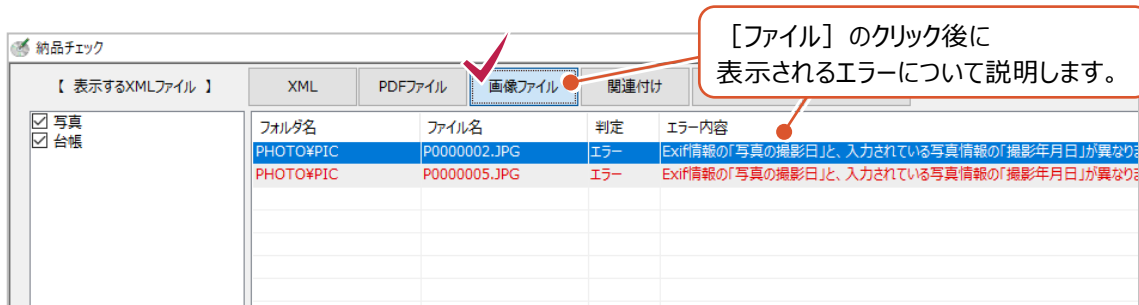 ［ファイル］のクリック後に
表示されるエラーについて説明します。
納品チェック
【 表示するXMLファイル 】 XML PDFファイル 画像ファイル 関連付け
写真
台帳
フォルダ名 ファイル名 判定 エラー内容
PHOTO¥PIC P0000002.JPG エラー Exif情報の「写真の撮影日」と、入力されている写真情報の「撮影年月日」が異なりま
PHOTO¥PIC P0000005.JPG エラー Exif情報の「写真の撮影日」と、入力されている写真情報の「撮影年月日」が異なりま